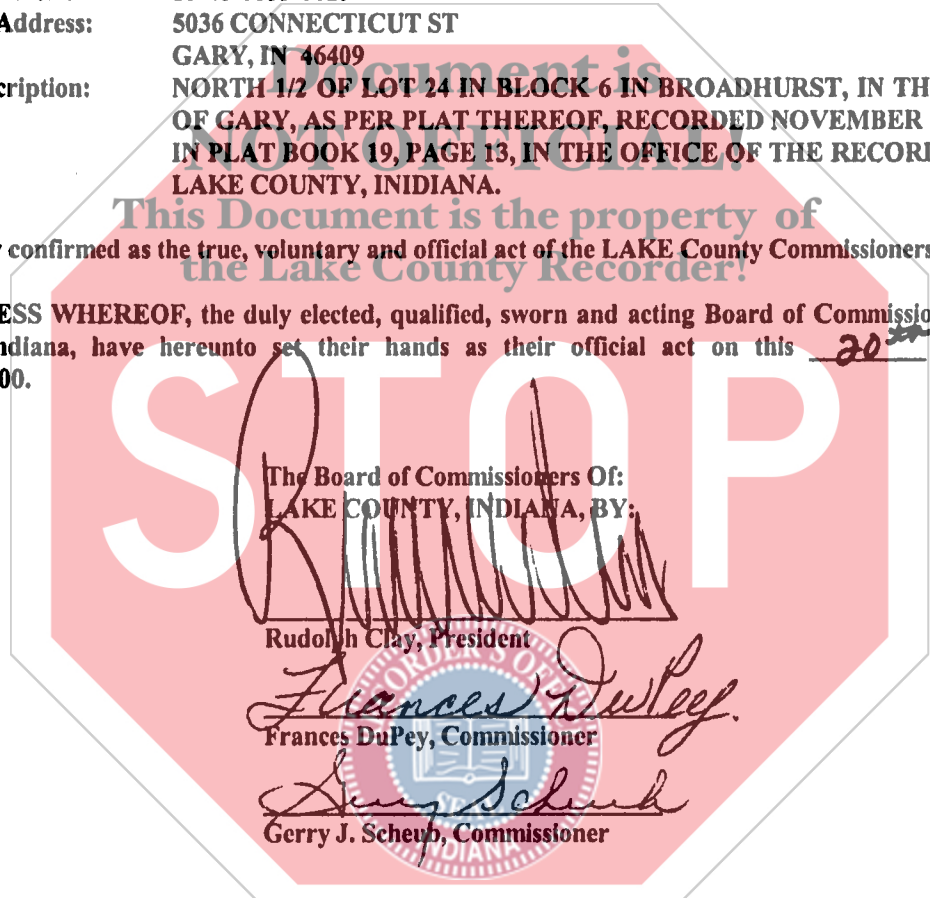 Address: 5036 CONNECTICUT ST
GARY, IN 46409
cription: NORTH 1/2 OF LOT 24 IN BLOCK 6 IN BROADHURST, IN TH
OF GARY, AS PER PLAT THEREOF, RECORDED NOVEMBER
IN PLAT BOOK 19, PAGE 13, IN THE OFFICE OF THE RECORI
LAKE COUNTY, INIDIANA.
Document is
NOT OFFICIAL!
This Document is the property of
the Lake County Recorder!
confirmed as the true, voluntary and official act of the LAKE County Commissioners
ESS WHEREOF, the duly elected, qualified, sworn and acting Board of Commissio
ndiana, have hereunto set their hands as their official act on this 20th
00.
STOP
The Board of Commissioners Of:
LAKE COUNTY, INDIANA, BY:
Rudolph Clay, President
Frances DuPey.
Frances DuPey, Commissioner
Gerry Scheub
Gerry J. Scheub, Commissioner
RECORDER'S OFFICE
SEAL
INDIANA